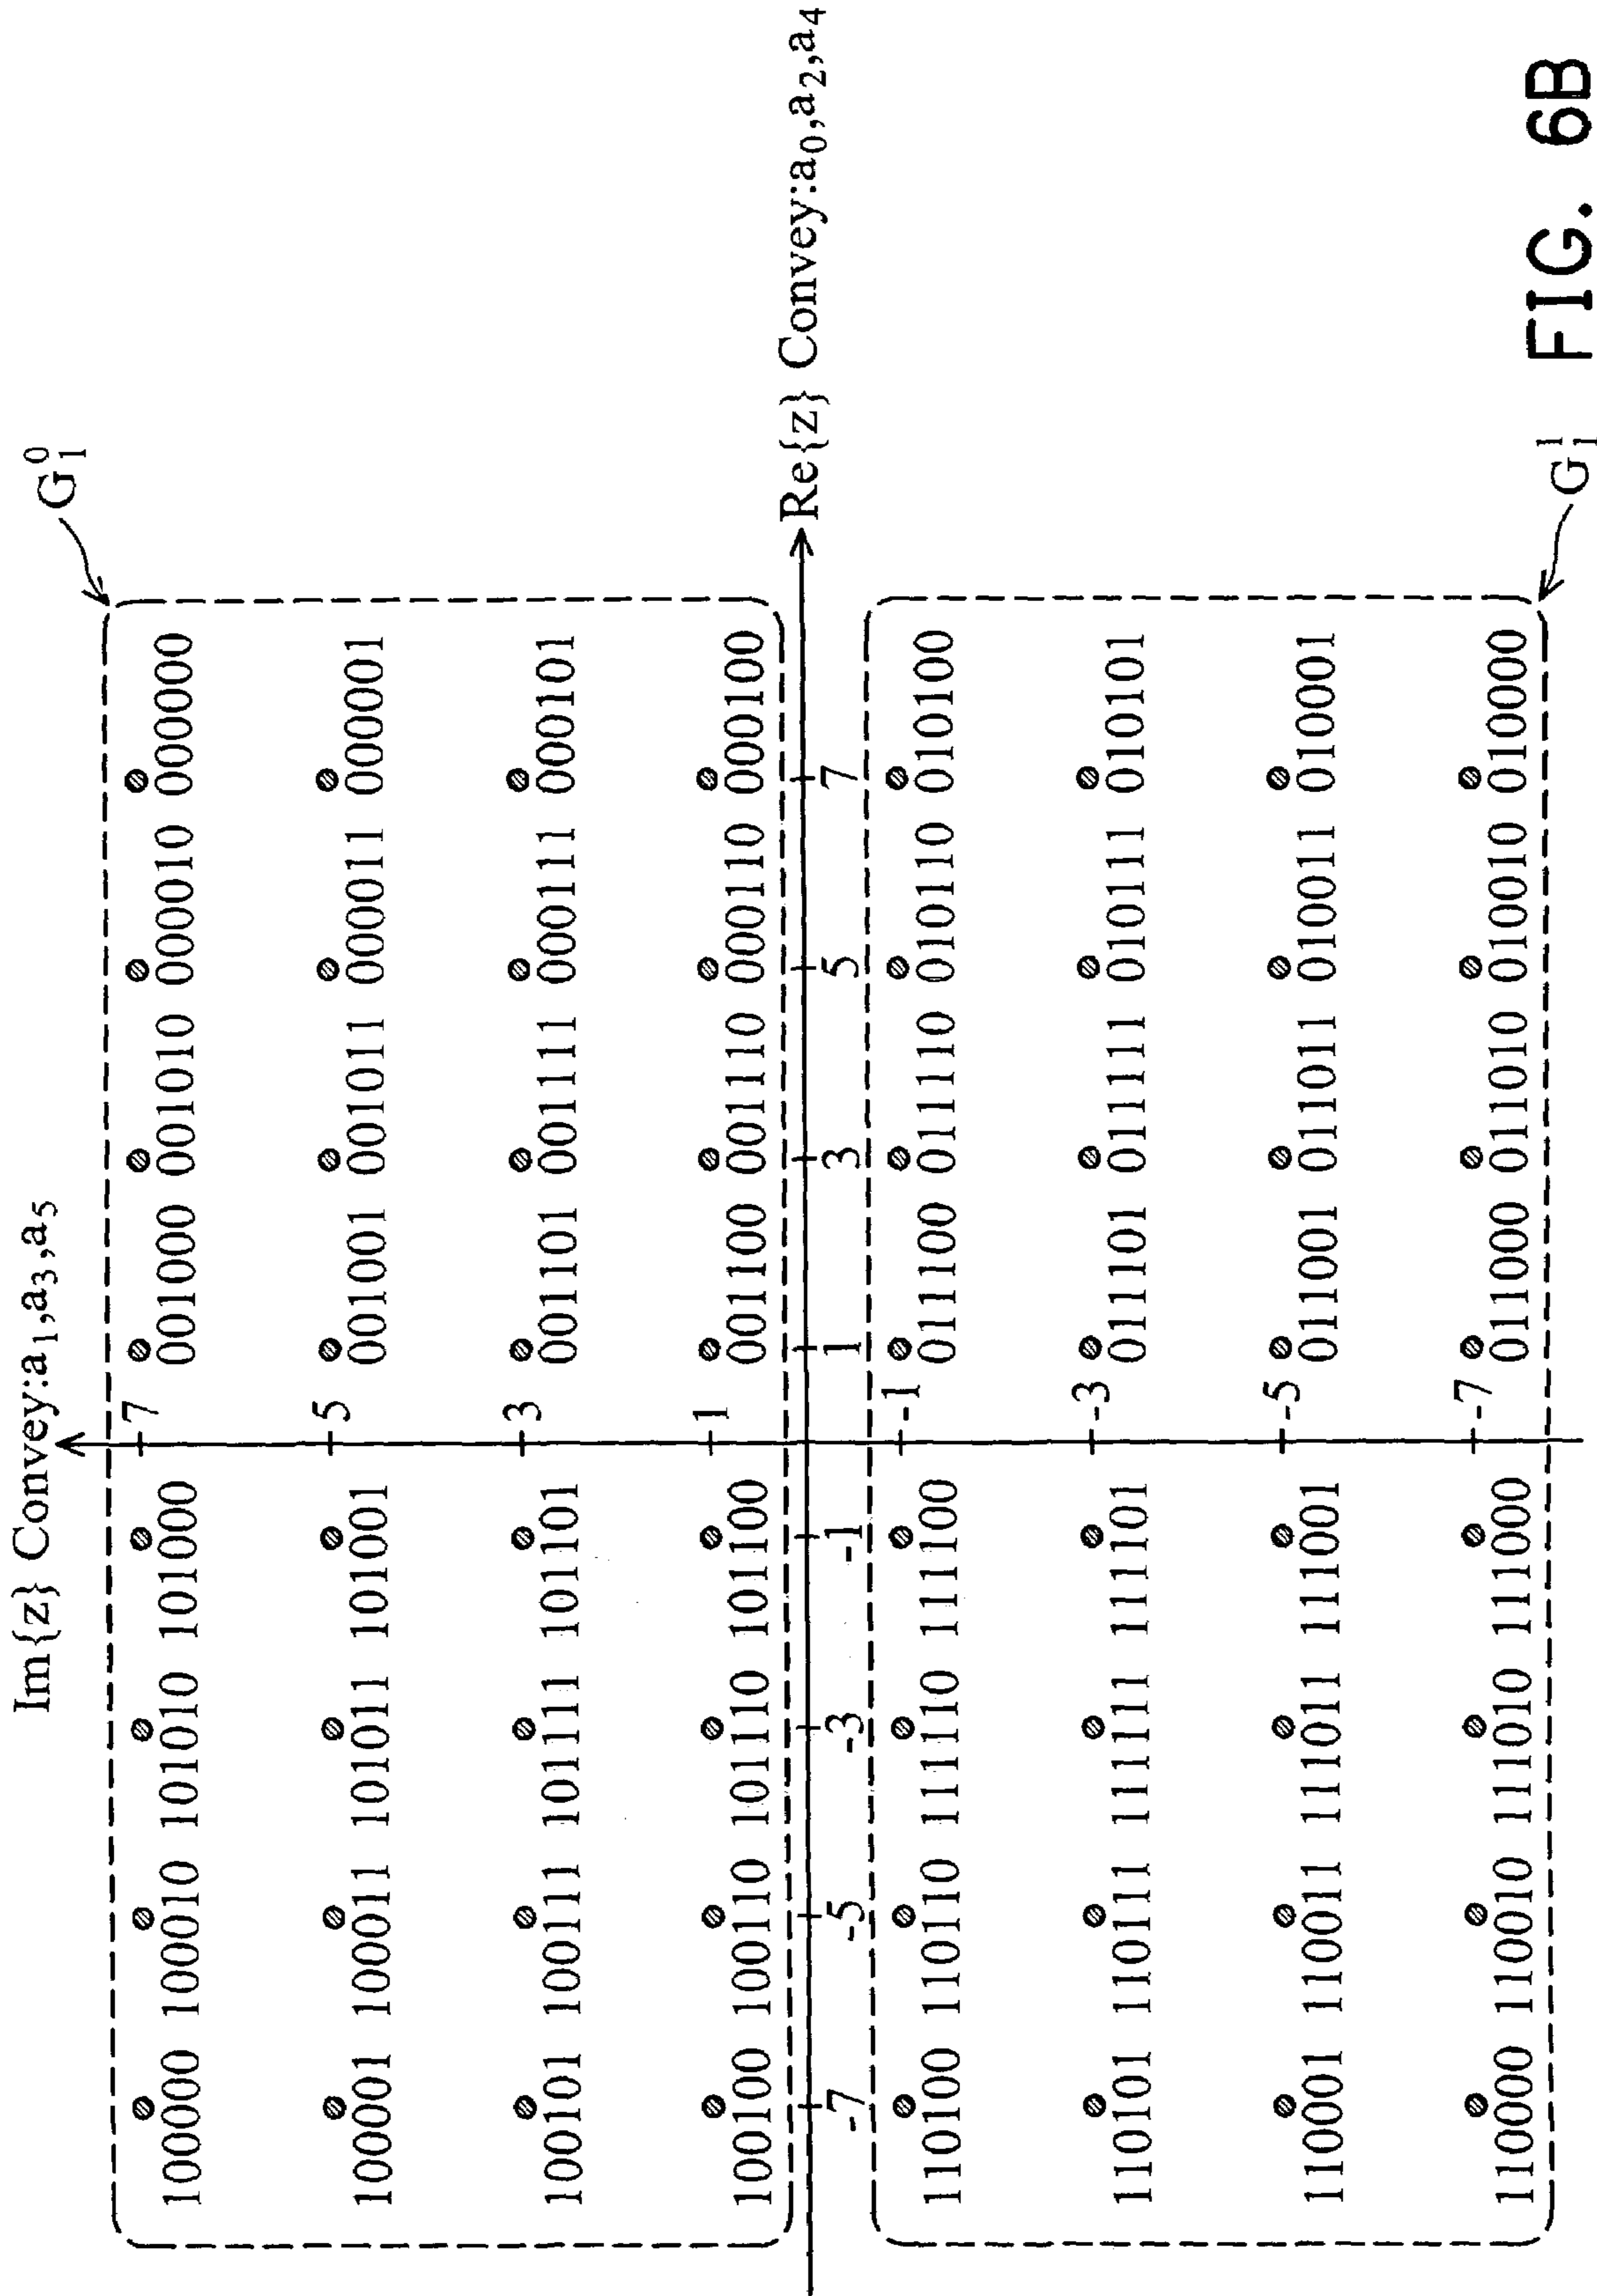 Im{z} Convey:a₁,a₃,a₅
G₁⁰
7
100000 100010 101010 101000 001000 001010 000010 000000
5
100001 100011 101011 101001 001001 001011 000011 000001
3
100101 100111 101111 101101 001101 001111 000111 000101
1
100100 100110 101110 101100 001100 001110 000110 000100
Re{z} Convey:a₀,a₂,a₄
-7 -5 -3 -1 1 3 5 7
-1
110100 110110 111110 111100 011100 011110 010110 010100
-3
110101 110111 111111 111101 011101 011111 010111 010101
-5
110001 110011 111011 111001 011001 011011 010011 010001
-7
110000 110010 111010 111000 011000 011010 010010 010000
G₁¹
FIG. 6B